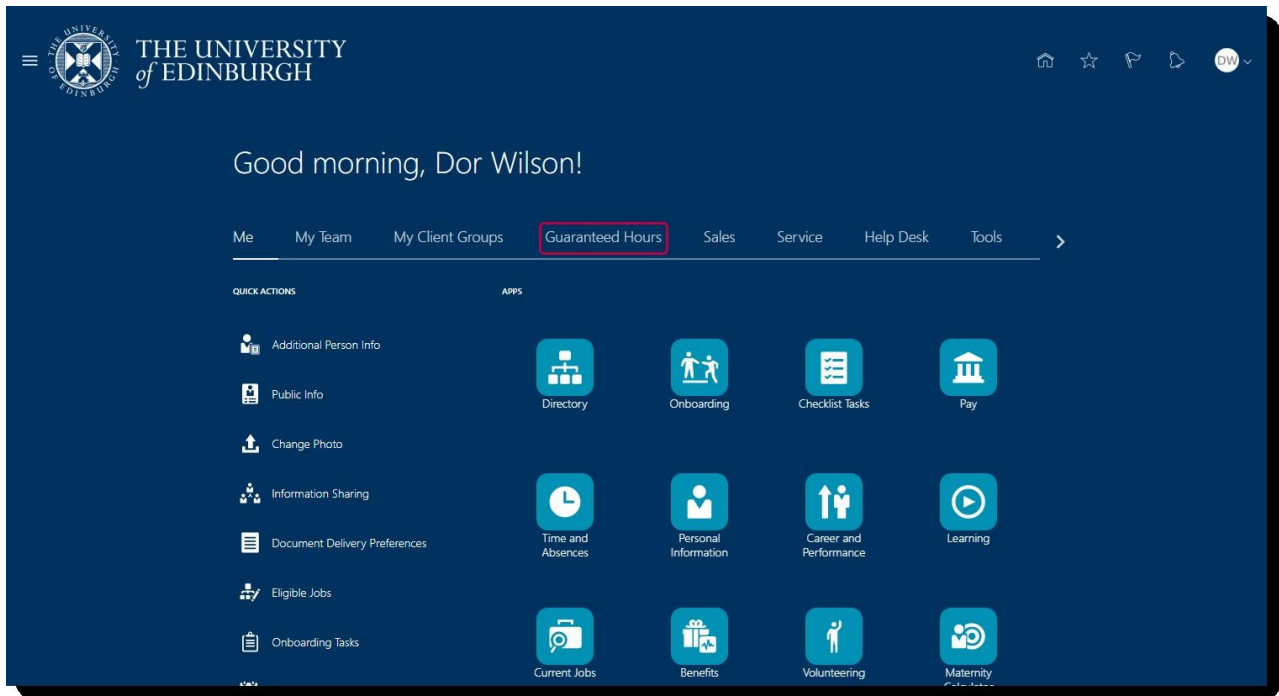 THE UNIVERSITY
of EDINBURGH
DW
Good morning, Dor Wilson!
Me My Team My Client Groups Guaranteed Hours Sales Service Help Desk Tools
QUICK ACTIONS
APPS
Additional Person Info
Public Info
Change Photo
Information Sharing
Document Delivery Preferences
Eligible Jobs
Onboarding Tasks
Directory
Onboarding
Checklist Tasks
Pay
Time and
Absences
Personal
Information
Career and
Performance
Learning
Current Jobs
Benefits
Volunteering
Maternity